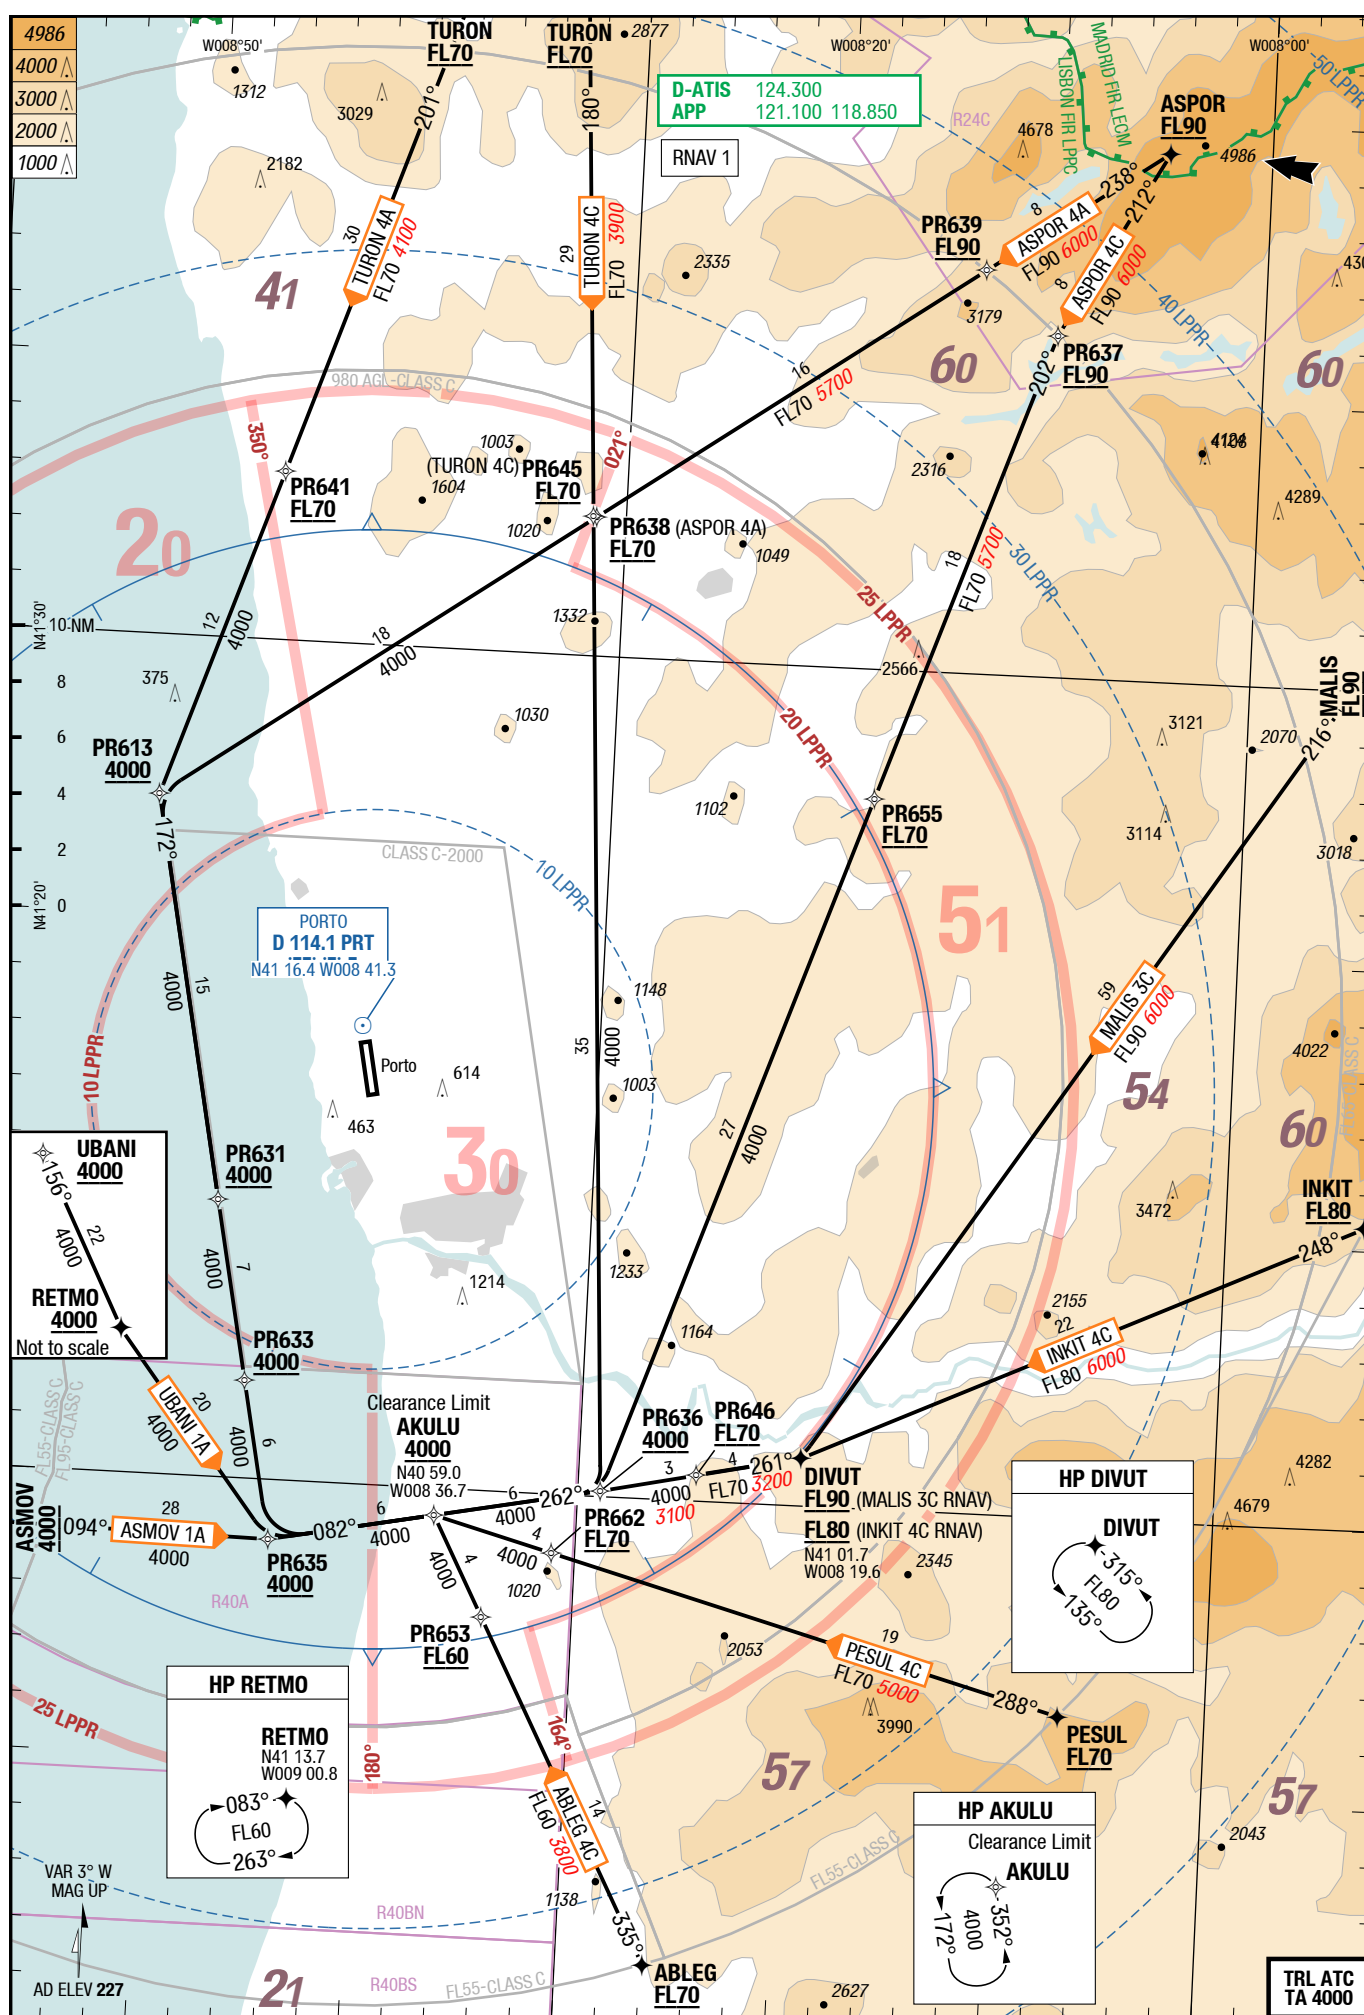 4986
4000
3000
2000
1000
W008°50'
TURON
FL70
TURON
FL70
2877
W008°20'
W008°00'
50 LPPR
1312
3029
201°
180°
D-ATIS 124.300
APP 121.100 118.850
RNAV 1
R24C
LISBON FIR LPPC
MADRID FIR LECM
ASPOR
FL90
4678
4986
2182
238°
212°
30
TURON 4A
FL70 4100
29
TURON 4C
FL70 3900
PR639
FL90
8
ASPOR 4A
FL90 6000
8
ASPOR 4C
FL90 6000
41
2335
3179
40 LPPR
PR637
FL90
60
60
202°
16
FL70 5700
980 AGL-CLASS C
350°
021°
1003
(TURON 4C)
PR645
FL70
1604
1020
2316
4289
PR641
FL70
20
PR638 (ASPOR 4A)
FL70
1049
18
FL70 5700
30 LPPR
25 LPPR
N41°30'
10 NM
8
6
4
2
0
N41°20'
12
4000
18
4000
1332
2566
375
1030
20 LPPR
MALIS
FL90
216°
3121
2070
PR613
4000
172°
CLASS C-2000
1102
PR655
FL70
3114
3018
10 LPPR
PORTO
D 114.1 PRT
N41 16.4 W008 41.3
51
15
4000
1148
59
MALIS 3C
FL90 6000
4022
FL65-CLASS C
10 LPPR
Porto
614
463
35
4000
1003
54
60
27
4000
UBANI
4000
156°
22
4000
RETMO
4000
Not to scale
PR631
4000
30
7
4000
1214
1233
3472
INKIT
FL80
248°
PR633
4000
1164
2155
22
INKIT 4C
FL80 6000
FL55-CLASS C
FL95-CLASS C
20
UBANI 1A
4000
6
4000
Clearance Limit
AKULU
4000
N40 59.0
W008 36.7
PR636
4000
PR646
FL70
3
4000
3100
4
FL70 3200
261°
DIVUT
FL90 (MALIS 3C RNAV)
FL80 (INKIT 4C RNAV)
N41 01.7
W008 19.6
4282
4679
ASMOV
4000
094°
28
ASMOV 1A
4000
PR635
4000
082°
6
4000
6
4000
262°
PR662
FL70
4
4000
4
4000
1020
2345
HP DIVUT
DIVUT
315°
FL80
135°
R40A
PR653
FL60
2053
19
PESUL 4C
FL70 5000
288°
3990
PESUL
FL70
25 LPPR
HP RETMO
RETMO
N41 13.7
W009 00.8
083°
FL60
263°
180°
164°
14
ABLEG 4C
FL60 3800
57
57
HP AKULU
Clearance Limit
AKULU
352°
4000
172°
2043
FL55-CLASS C
VAR 3° W
MAG UP
1138
R40BN
335°
AD ELEV 227
21
R40BS
FL55-CLASS C
ABLEG
FL70
2627
TRL ATC
TA 4000